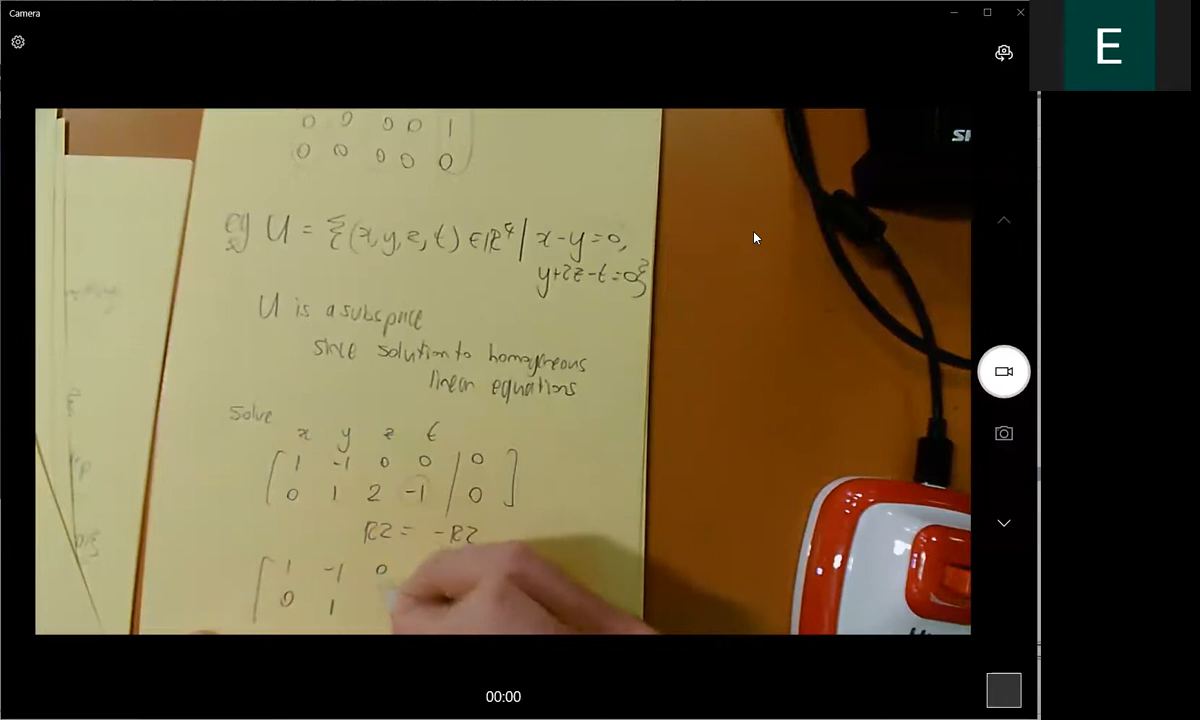 Camera
E
0 0 0 0 1
0 0 0 0 0
SI
eg U = {(x,y,z,t) ∈ ℝ⁴ | x-y=0,
y+2z-t=0}
U is a subspace
since solution to homogeneous
linear equations
Solve
x y z t
1 -1 0 0 | 0
0 1 2 -1 | 0
R2 = -R2
1 -1 0
0 1
00:00